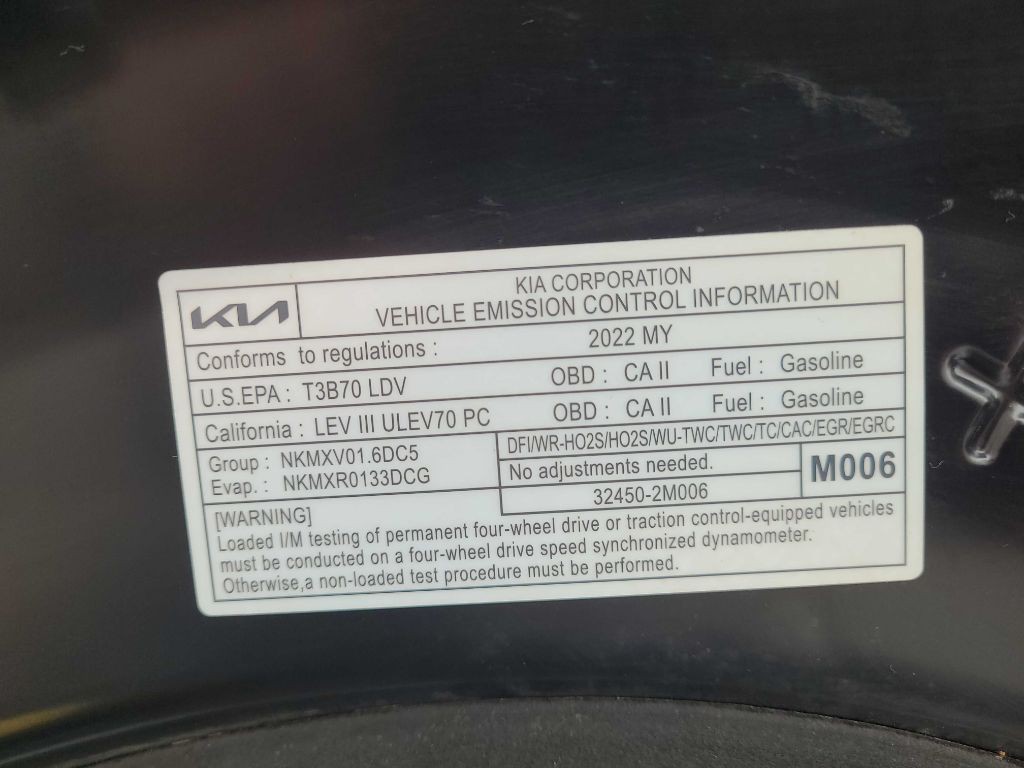 KIA
KIA CORPORATION
VEHICLE EMISSION CONTROL INFORMATION
Conforms to regulations : 2022 MY
U.S.EPA : T3B70 LDV OBD : CA II Fuel : Gasoline
California : LEV III ULEV70 PC OBD : CA II Fuel : Gasoline
Group : NKMXV01.6DC5
Evap. : NKMXR0133DCG
DFI/WR-HO2S/HO2S/WU-TWC/TWC/TC/CAC/EGR/EGRC
No adjustments needed.
M006
32450-2M006
[WARNING]
Loaded I/M testing of permanent four-wheel drive or traction control-equipped vehicles
must be conducted on a four-wheel drive speed synchronized dynamometer.
Otherwise,a non-loaded test procedure must be performed.